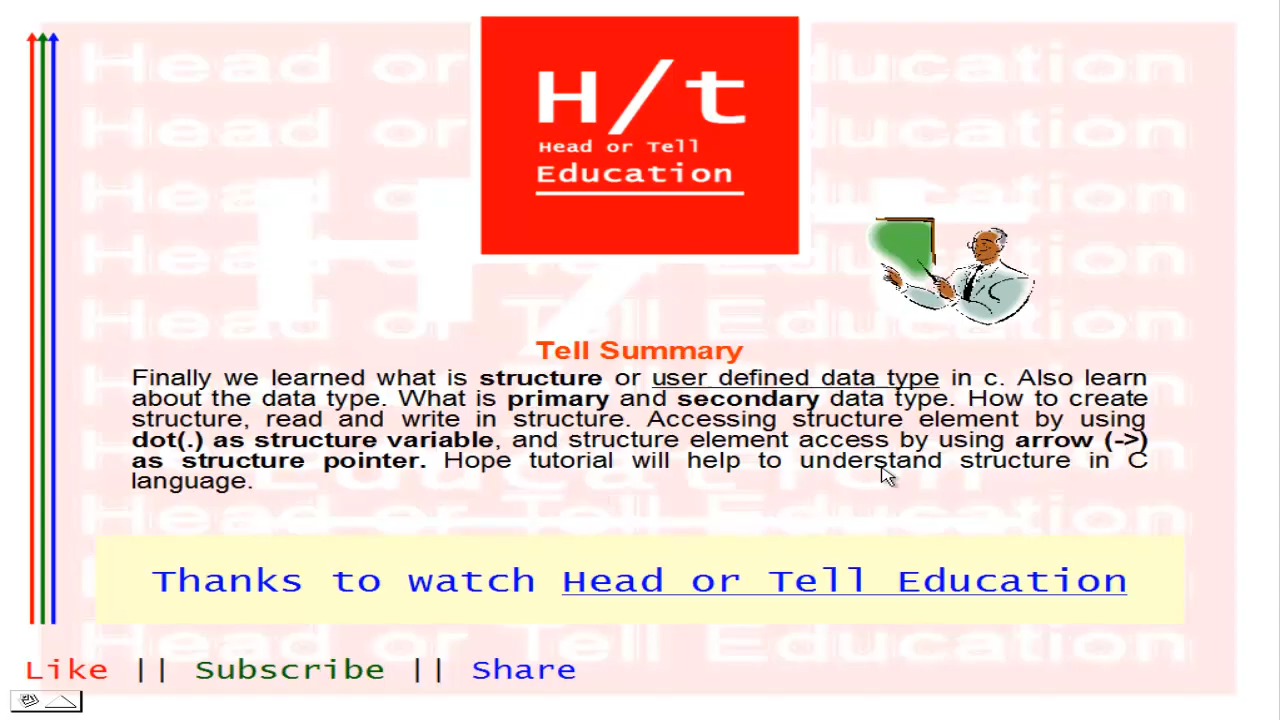 H/t
Head or Tell
Education
Tell Summary
Finally we learned what is structure or user defined data type in c. Also learn
about the data type. What is primary and secondary data type. How to create
structure, read and write in structure. Accessing structure element by using
dot(.) as structure variable, and structure element access by using arrow (->)
as structure pointer. Hope tutorial will help to understand structure in C
language.
Thanks to watch Head or Tell Education
Like || Subscribe || Share